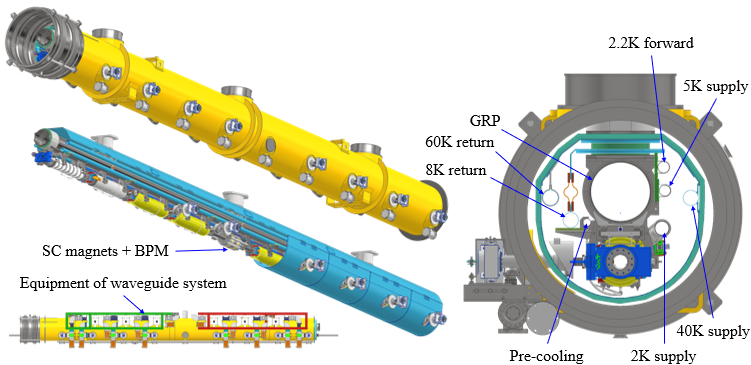 SC magnets + BPM
Equipment of waveguide system
2.2K forward
5K supply
GRP
60K return
8K return
Pre-cooling
2K supply
40K supply